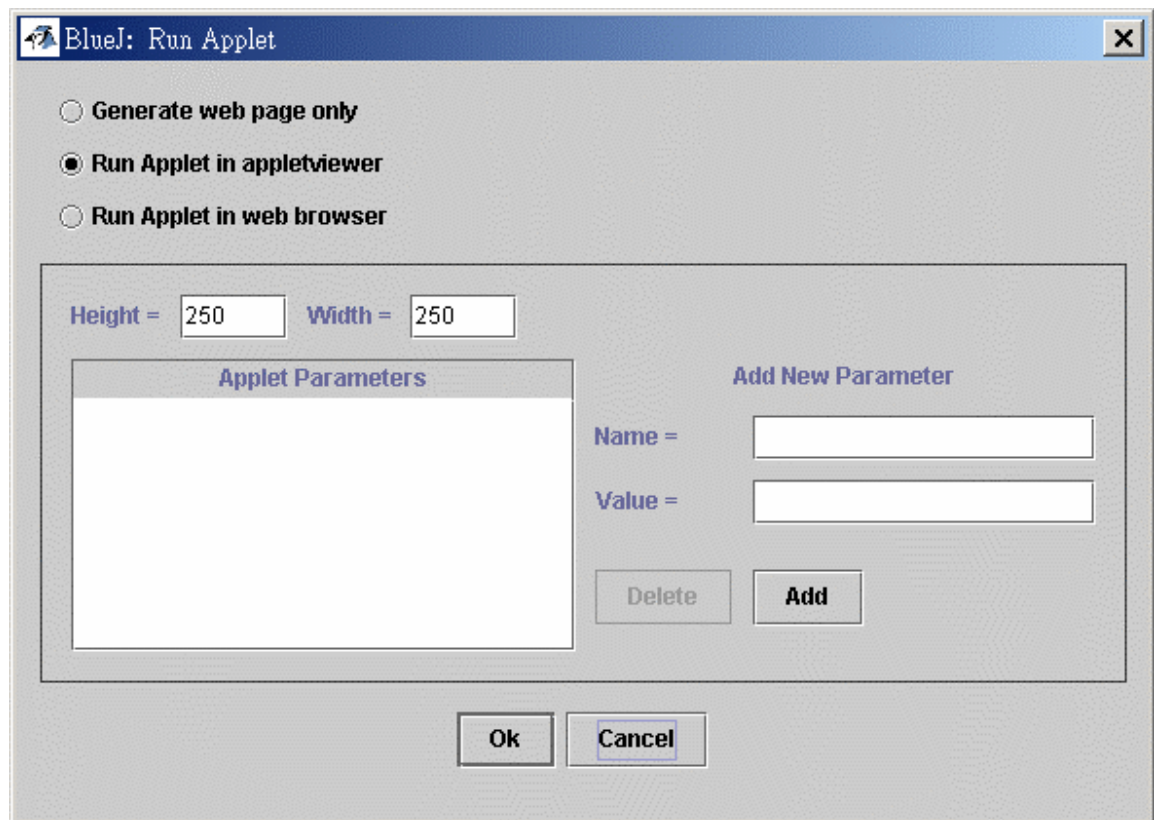 BlueJ: Run Applet
Generate web page only
Run Applet in appletviewer
Run Applet in web browser
Height = 250 Width = 250
Applet Parameters
Add New Parameter
Name =
Value =
Delete Add
Ok Cancel